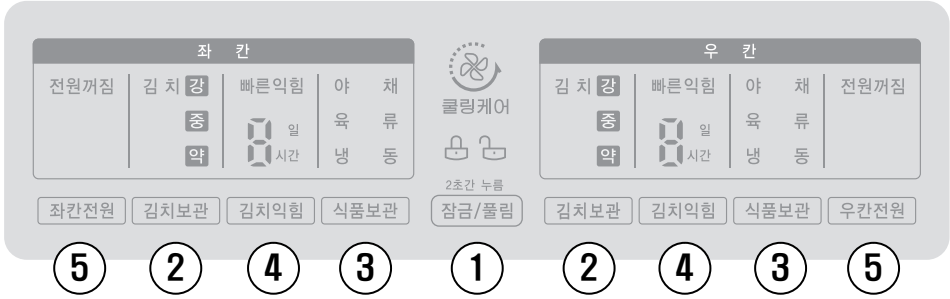 좌 칸
우 칸
전원꺼짐 김치 강 빠른익힘 야 채
쿨링케어
김치 강 빠른익힘 야 채 전원꺼짐
중 일 육 류
중 일 육 류
약 시간 냉 동
약 시간 냉 동
2초간 누름
좌칸전원 김치보관 김치익힘 식품보관 잠금/풀림 김치보관 김치익힘 식품보관 우칸전원
5 2 4 3 1 2 4 3 5